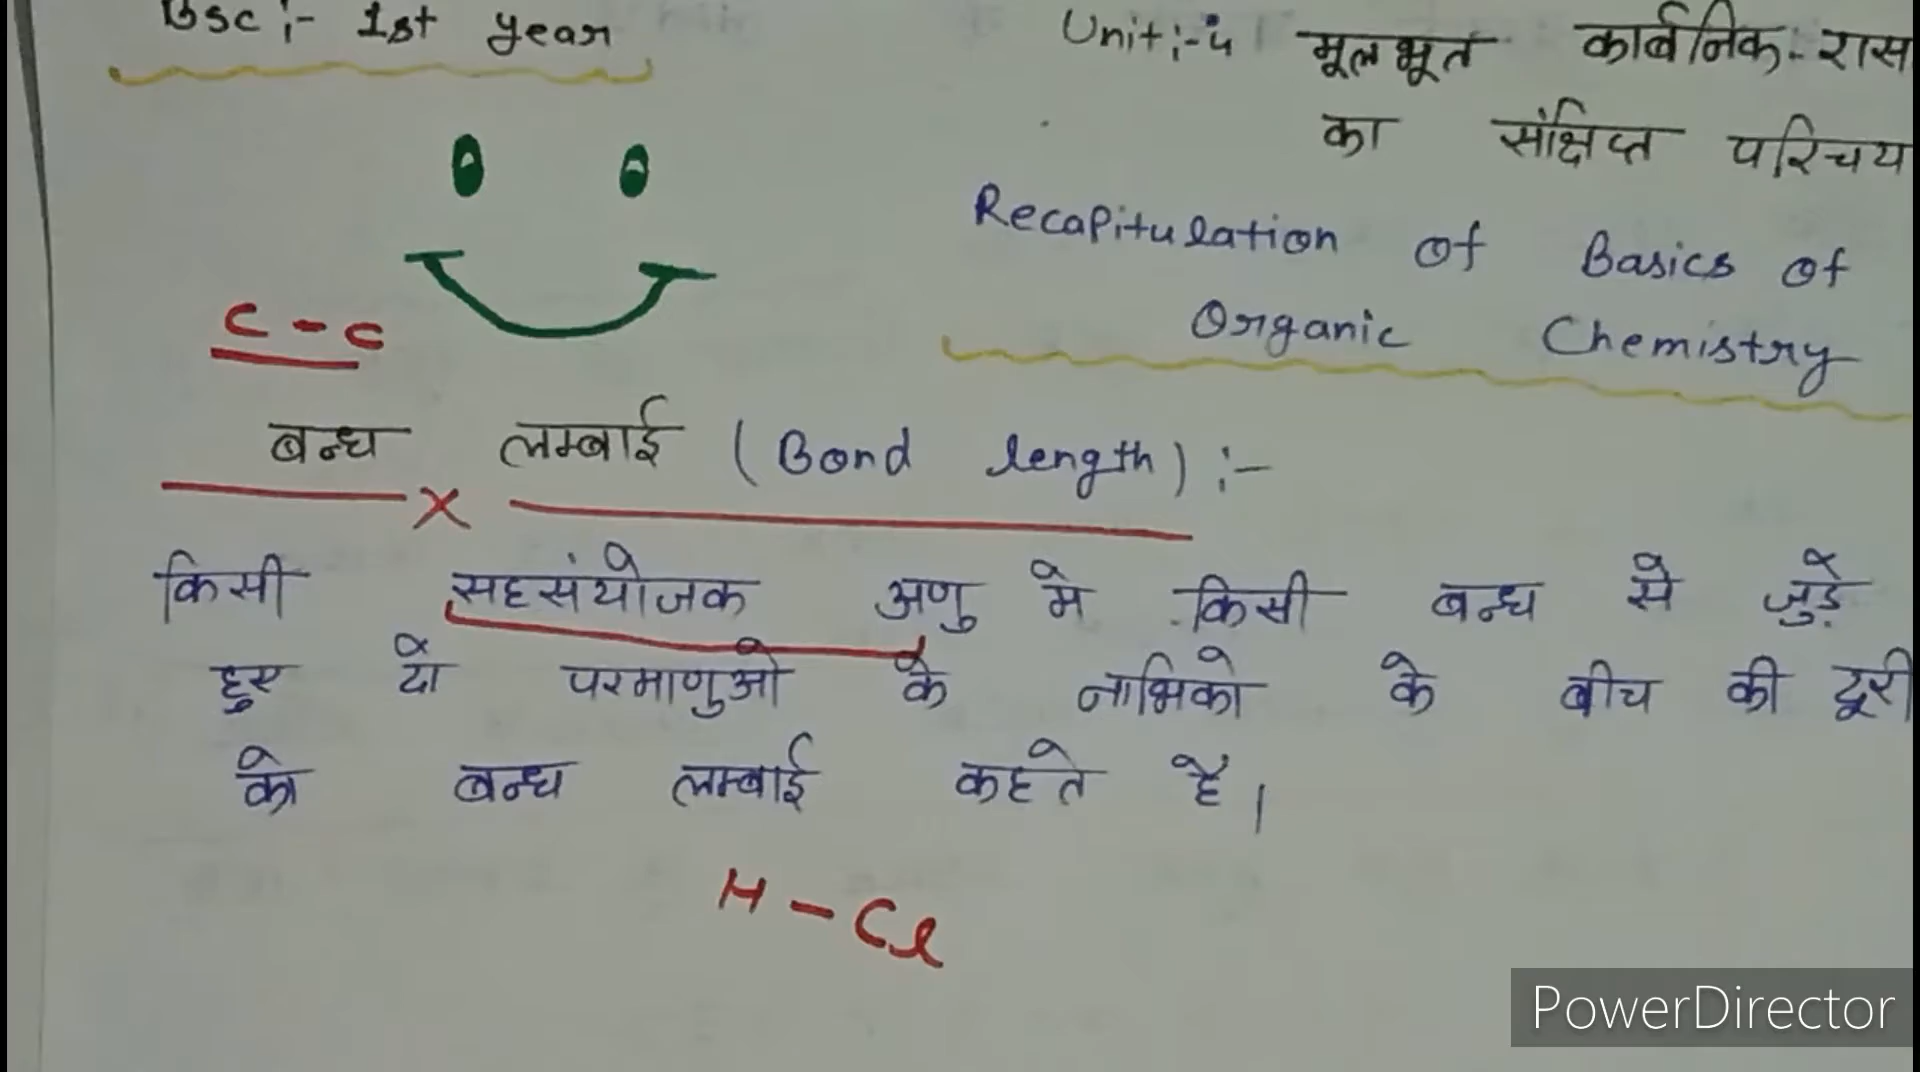 Bsc :- 1st year
Unit :- 4 मूलभूत कार्बनिक- रास
का संक्षिप्त परिचय
Recapitulation of Basics of
Organic Chemistry
C - C
बन्ध लम्बाई (Bond length) :-
X
किसी सहसंयोजक अणु मे किसी बन्ध से जुड़े
हुए दो परमाणुओ के नाभिको के बीच की दूरी
को बन्ध लम्बाई कहते है।
H - Cl
PowerDirector